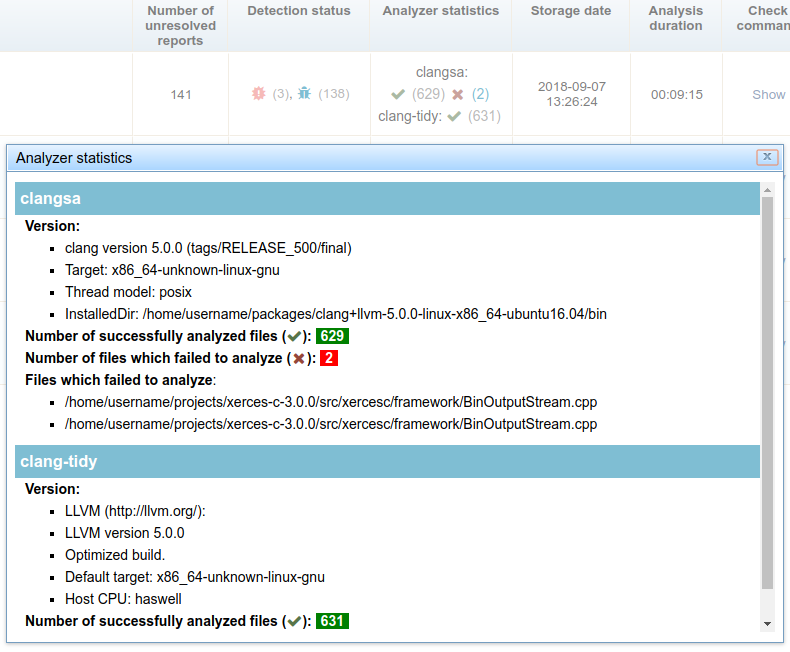 Number of unresolved reports
Detection status
Analyzer statistics
Storage date
Analysis duration
Check
comman
141
(3), (138)
clangsa:
(629) (2)
clang-tidy: (631)
2018-09-07
13:26:24
00:09:15
Show
Analyzer statistics
clangsa
Version:
clang version 5.0.0 (tags/RELEASE_500/final)
Target: x86_64-unknown-linux-gnu
Thread model: posix
InstalledDir: /home/username/packages/clang+llvm-5.0.0-linux-x86_64-ubuntu16.04/bin
Number of successfully analyzed files (✔): 629
Number of files which failed to analyze (✖): 2
Files which failed to analyze:
/home/username/projects/xerces-c-3.0.0/src/xercesc/framework/BinOutputStream.cpp
/home/username/projects/xerces-c-3.0.0/src/xercesc/framework/BinOutputStream.cpp
clang-tidy
Version:
LLVM (http://llvm.org/):
LLVM version 5.0.0
Optimized build.
Default target: x86_64-unknown-linux-gnu
Host CPU: haswell
Number of successfully analyzed files (✔): 631